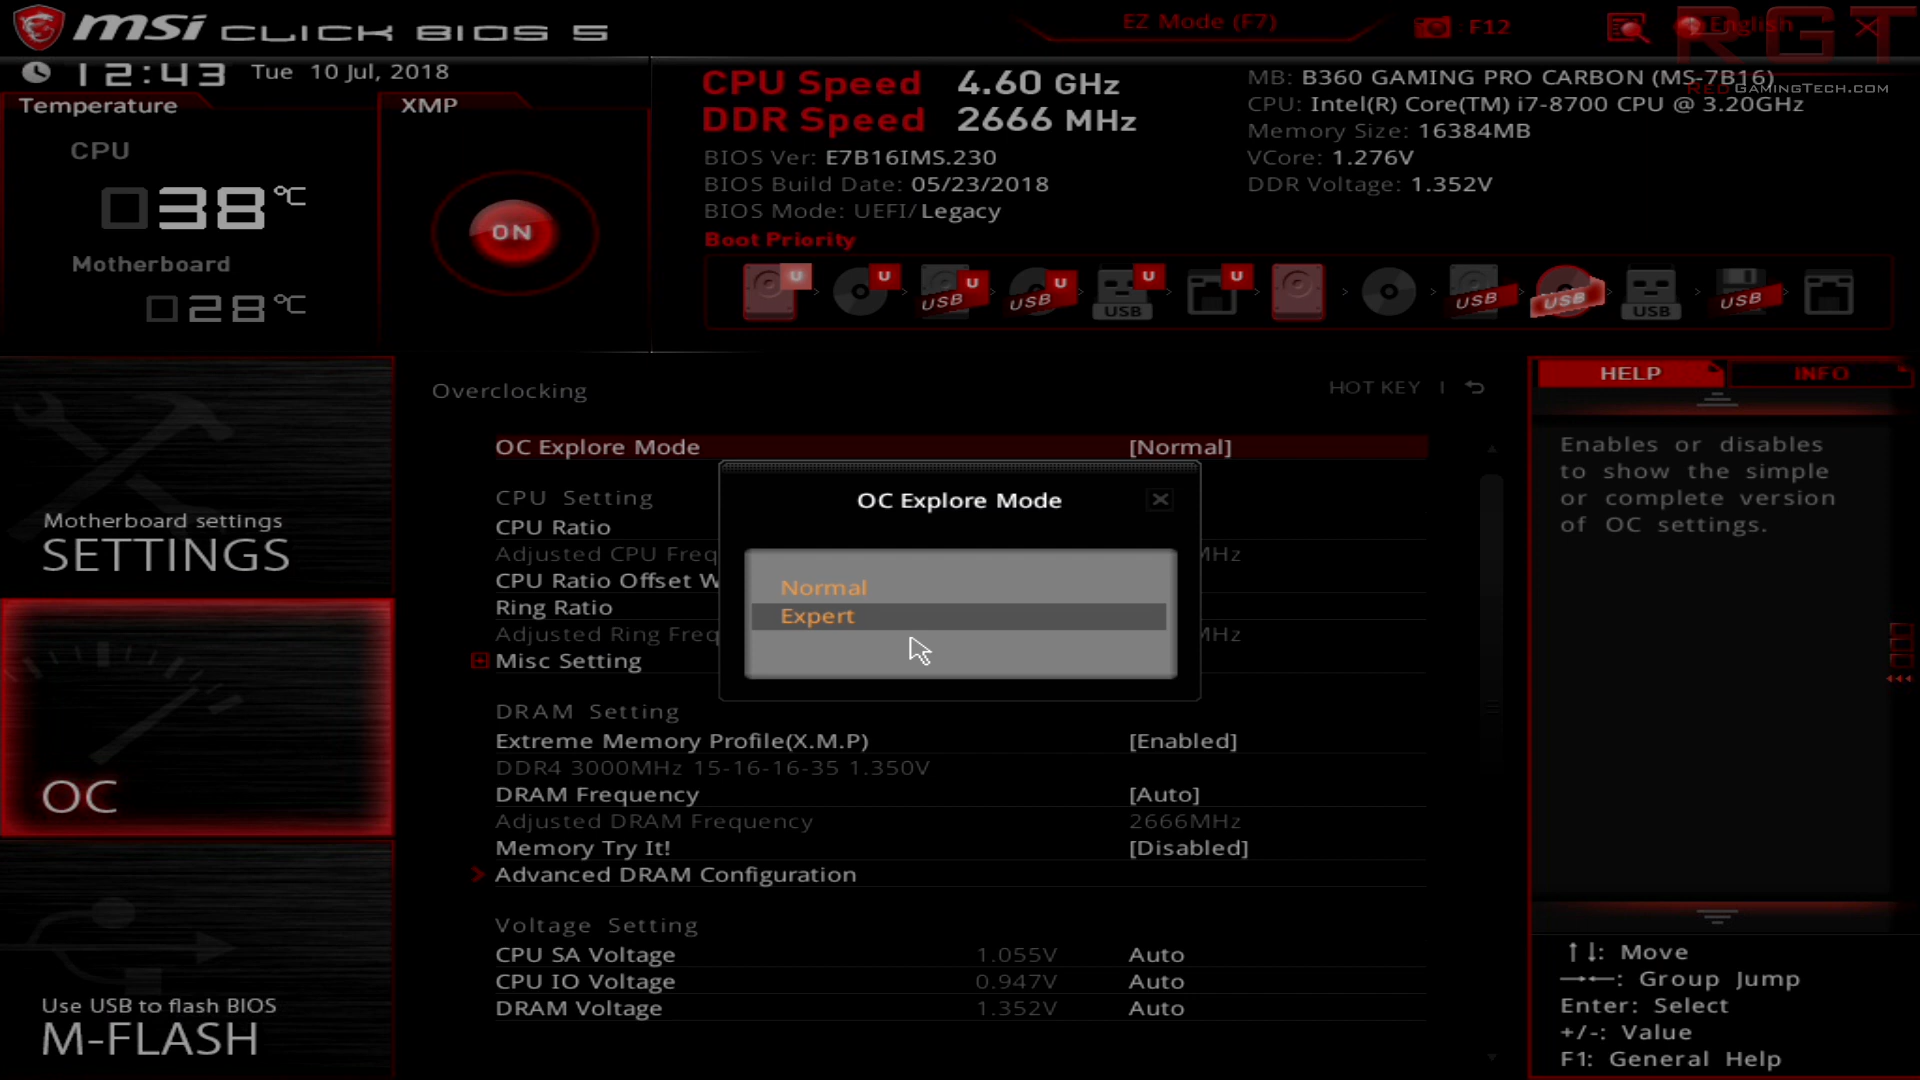 msi CLICK BIOS 5
EZ Mode (F7)
: F12
English
RGT
REDGAMINGTECH.COM
12:43 Tue 10 Jul, 2018
Temperature
CPU
38°C
Motherboard
28°C
XMP
ON
CPU Speed 4.60 GHz
DDR Speed 2666 MHz
BIOS Ver: E7B16IMS.230
BIOS Build Date: 05/23/2018
BIOS Mode: UEFI/Legacy
MB: B360 GAMING PRO CARBON (MS-7B16)
CPU: Intel(R) Core(TM) i7-8700 CPU @ 3.20GHz
Memory Size: 16384MB
VCore: 1.276V
DDR Voltage: 1.352V
Boot Priority
U U U U U U
USB USB USB USB USB USB USB
Motherboard settings
SETTINGS
OC
Use USB to flash BIOS
M-FLASH
Overclocking
HOT KEY |
OC Explore Mode [Normal]
CPU Setting
CPU Ratio
Adjusted CPU Freq
MHz
CPU Ratio Offset W
Ring Ratio
Adjusted Ring Freq
MHz
Misc Setting
OC Explore Mode
Normal
Expert
DRAM Setting
Extreme Memory Profile(X.M.P) [Enabled]
DDR4 3000MHz 15-16-16-35 1.350V
DRAM Frequency [Auto]
Adjusted DRAM Frequency 2666MHz
Memory Try It! [Disabled]
Advanced DRAM Configuration
Voltage Setting
CPU SA Voltage 1.055V Auto
CPU IO Voltage 0.947V Auto
DRAM Voltage 1.352V Auto
HELP
INFO
Enables or disables
to show the simple
or complete version
of OC settings.
↑↓: Move
→←: Group Jump
Enter: Select
+/-: Value
F1: General Help